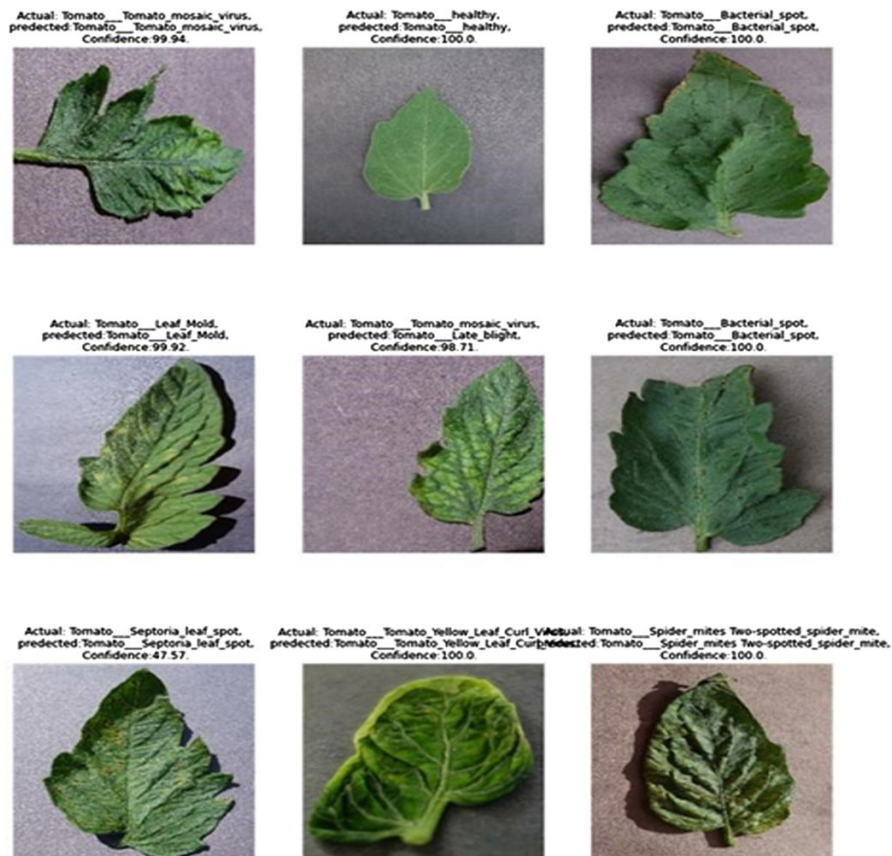 Actual: Tomato___Tomato_mosaic_virus,
predected:Tomato___Tomato_mosaic_virus,
Confidence:99.94.
Actual: Tomato___healthy,
predected:Tomato___healthy,
Confidence:100.0.
Actual: Tomato___Bacterial_spot,
predected:Tomato___Bacterial_spot,
Confidence:100.0.
Actual: Tomato___Leaf_Mold,
predected:Tomato___Leaf_Mold,
Confidence:99.92.
Actual: Tomato___Tomato_mosaic_virus,
predected:Tomato___Late_blight,
Confidence:98.71.
Actual: Tomato___Bacterial_spot,
predected:Tomato___Bacterial_spot,
Confidence:100.0.
Actual: Tomato___Septoria_leaf_spot,
predected:Tomato___Septoria_leaf_spot,
Confidence:47.57.
Actual: Tomato___Tomato_Yellow_Leaf_Curl_Virus,
predected:Tomato___Tomato_Yellow_Leaf_Curl_Virus,
Confidence:100.0.
Actual: Tomato___Spider_mites Two-spotted_spider_mite,
predected:Tomato___Spider_mites Two-spotted_spider_mite,
Confidence:100.0.